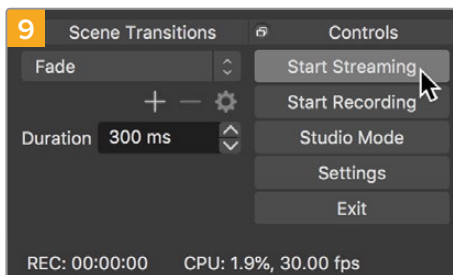 9
Scene Transitions
Controls
Fade
Start Streaming
Start Recording
Duration 300 ms
Studio Mode
Settings
Exit
REC: 00:00:00 CPU: 1.9%, 30.00 fps